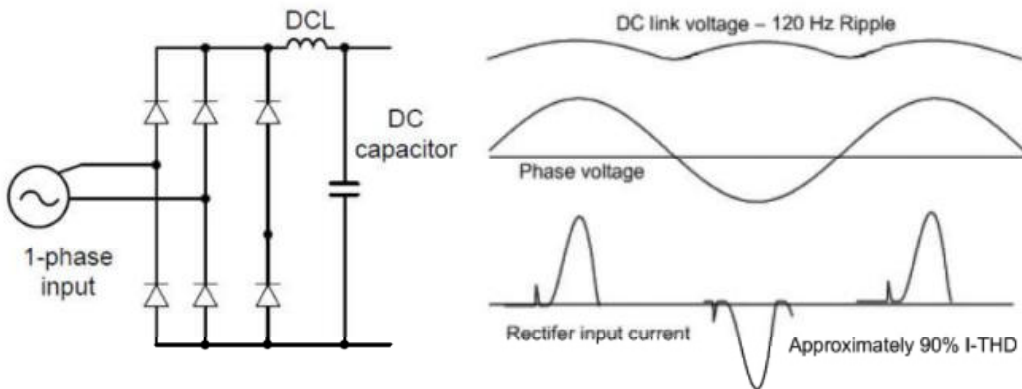 DCL
DC
capacitor
1-phase
input
DC link voltage – 120 Hz Ripple
Phase voltage
Rectifer input current
Approximately 90% I-THD